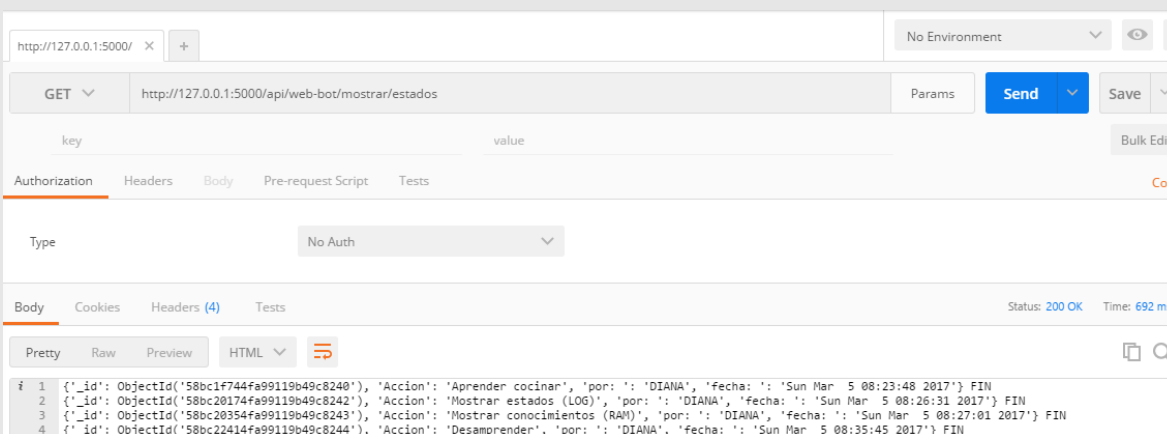 http://127.0.0.1:5000/ × + No Environment
GET http://127.0.0.1:5000/api/web-bot/mostrar/estados Params Send Save
key value Bulk Edi
Authorization Headers Body Pre-request Script Tests Co
Type No Auth
Body Cookies Headers (4) Tests Status: 200 OK Time: 692 m
Pretty Raw Preview HTML
i 1 {'_id': ObjectId('58bc1f744fa99119b49c8240'), 'Accion': 'Aprender cocinar', 'por: ': 'DIANA', 'fecha: ': 'Sun Mar  5 08:23:48 2017'} FIN
2 {'_id': ObjectId('58bc20174fa99119b49c8242'), 'Accion': 'Mostrar estados (LOG)', 'por: ': 'DIANA', 'fecha: ': 'Sun Mar  5 08:26:31 2017'} FIN
3 {'_id': ObjectId('58bc20354fa99119b49c8243'), 'Accion': 'Mostrar conocimientos (RAM)', 'por: ': 'DIANA', 'fecha: ': 'Sun Mar  5 08:27:01 2017'} FIN
4 {'_id': ObjectId('58bc22414fa99119b49c8244'), 'Accion': 'Desamprender', 'por: ': 'DIANA', 'fecha: ': 'Sun Mar  5 08:35:45 2017'} FIN